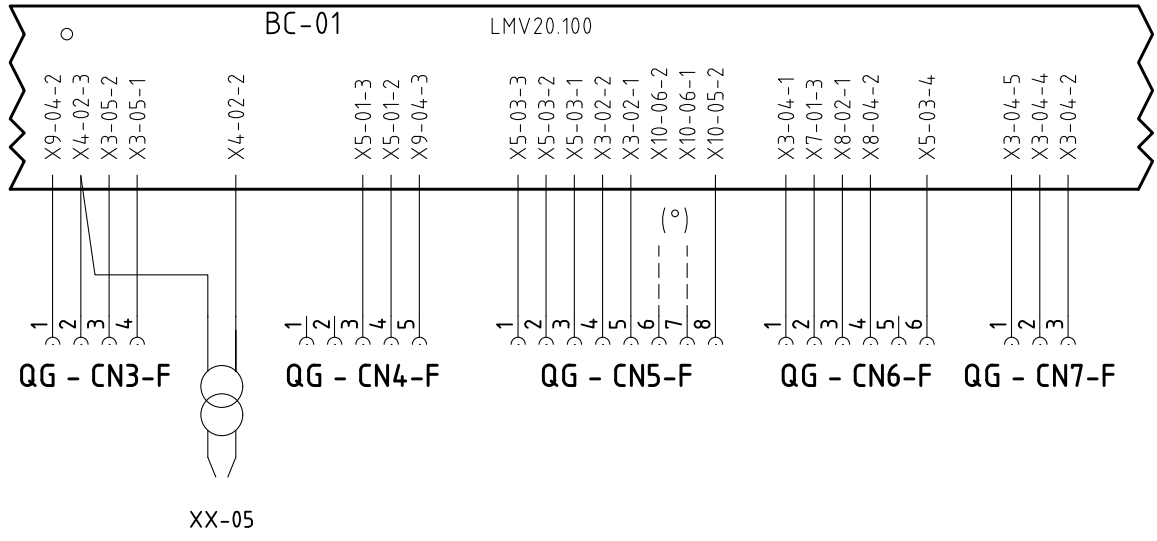 BC-01
LMV20.100
X9-04-2
X4-02-3
X3-05-2
X3-05-1
X4-02-2
X5-01-3
X5-01-2
X9-04-3
X5-03-3
X5-03-2
X5-03-1
X3-02-2
X3-02-1
X10-06-2
X10-06-1
X10-05-2
X3-04-1
X7-01-3
X8-02-1
X8-04-2
X5-03-4
X3-04-5
X3-04-4
X3-04-2
(°)
1 2 3 4
1 2 3 4 5
1 2 3 4 5 6 7 8
1 2 3 4 5 6
1 2 3
QG - CN3-F
QG - CN4-F
QG - CN5-F
QG - CN6-F
QG - CN7-F
XX-05